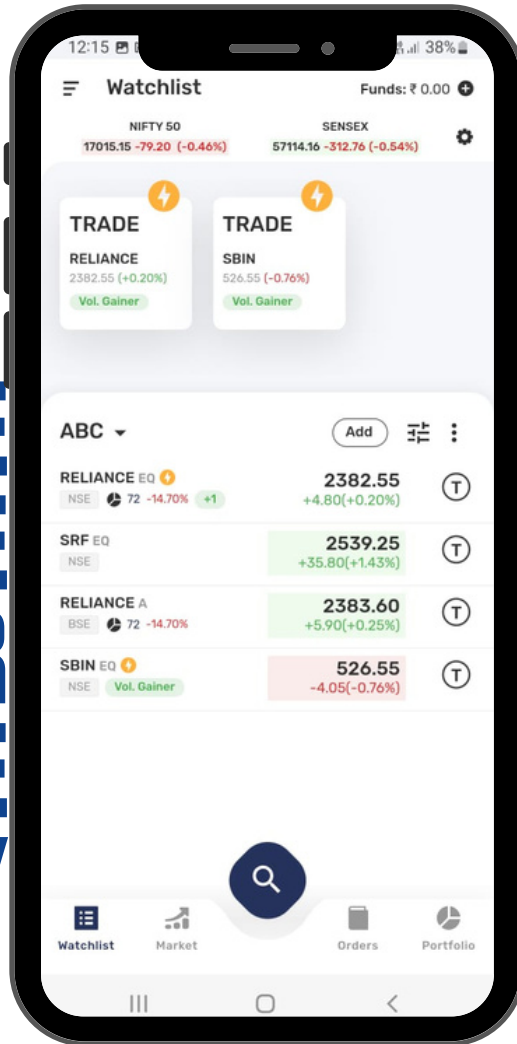 12:15 38%
Watchlist Funds: ₹ 0.00
NIFTY 50 SENSEX
17015.15 -79.20 (-0.46%) 57114.16 -312.76 (-0.54%)
TRADE TRADE
RELIANCE SBIN
2382.55 (+0.20%) 526.55 (-0.76%)
Vol. Gainer Vol. Gainer
ABC Add
RELIANCE EQ 2382.55 T
NSE 72 -14.70% +1 +4.80(+0.20%)
SRF EQ 2539.25 T
NSE +35.80(+1.43%)
RELIANCE A 2383.60 T
BSE 72 -14.70% +5.90(+0.25%)
SBIN EQ 526.55 T
NSE Vol. Gainer -4.05(-0.76%)
Watchlist Market Orders Portfolio